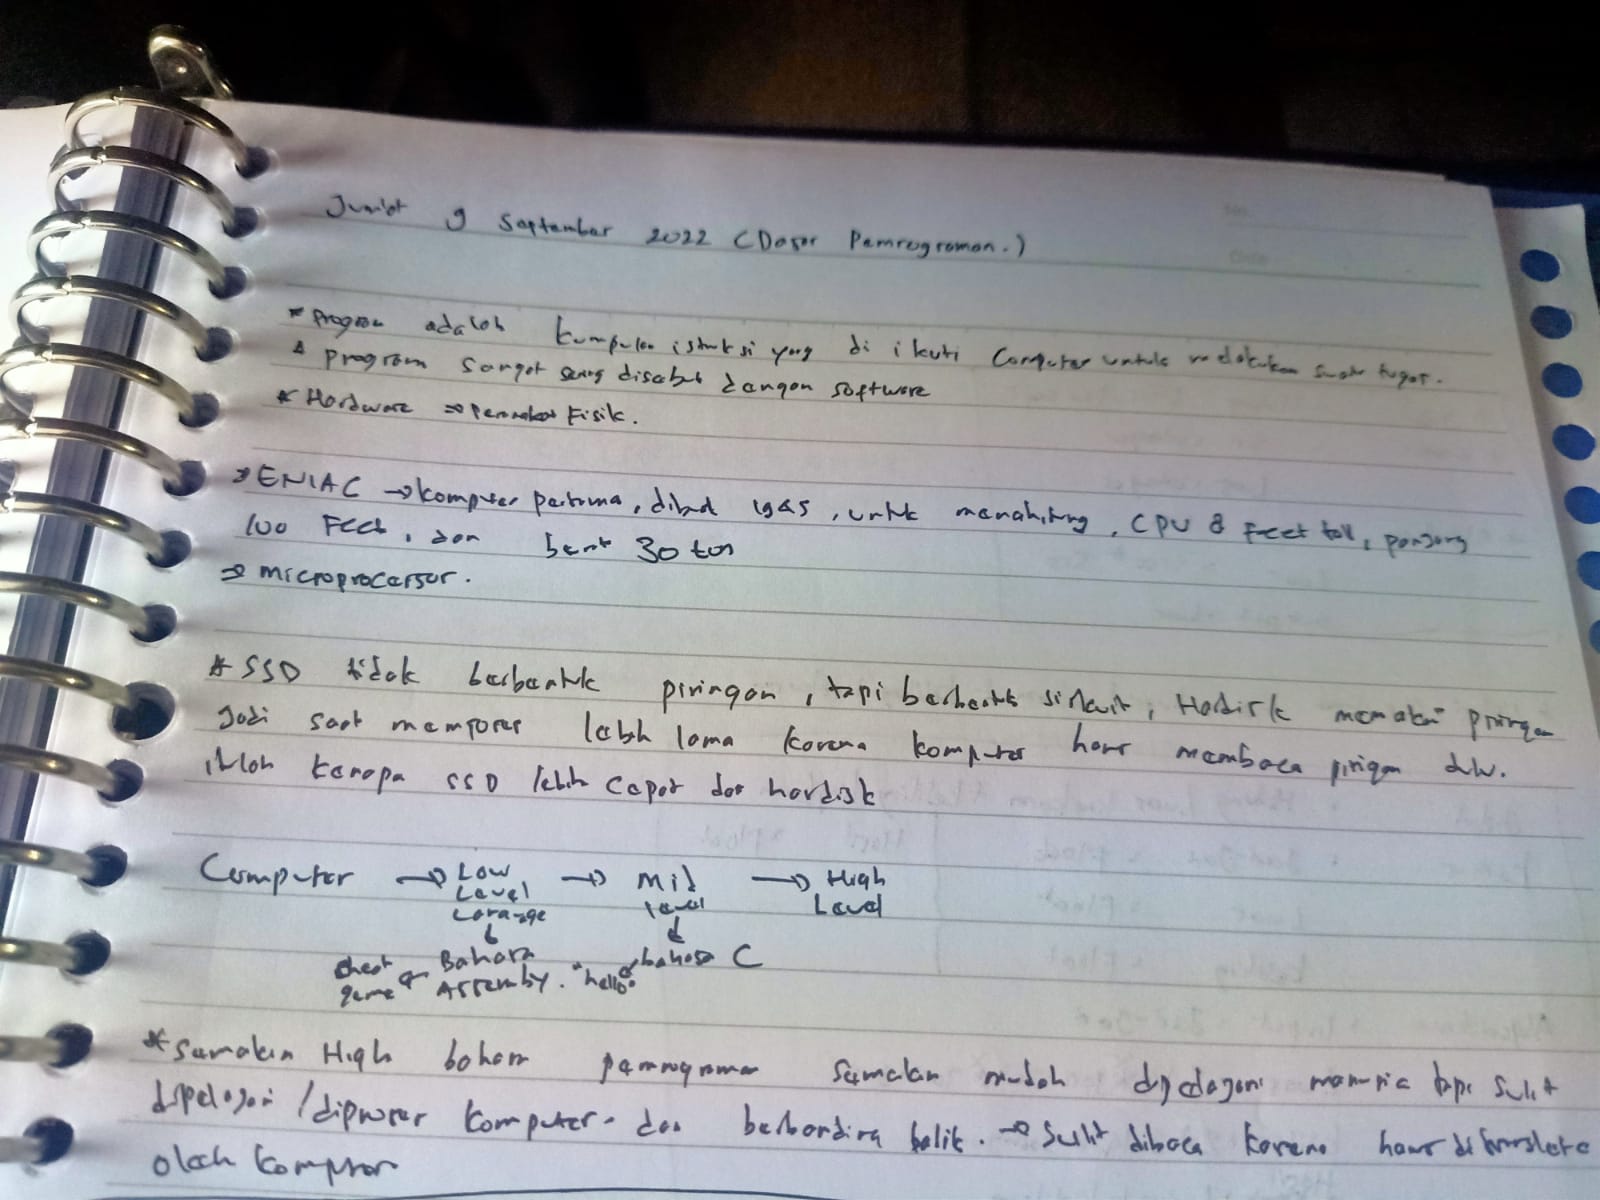 Jum'at 9 September 2022 (Dasar Pemrograman.)
* Program adalah kumpulan istruksi yang di ikuti Computer untuk melakukan suatu tugas.
* program sangat sering disebut dengan software
* Hardware => Perangkat Fisik.
=> ENIAC -> komputer pertama, dibuat 1945, untuk menghitung, CPU 8 Feet tall, panjang
100 Feet, dan berat 30 ton
=> microprocessor.
* SSD tidak berbentuk piringan, tapi berbentuk sirkuit, Hardisk memakai piringan
Jadi saat memproses lebih lama karena komputer harus membaca piringan dulu.
itulah kenapa SSD lebih cepat dari hardisk
Computer -> Low -> Mid -> High
Level level Level
Bahasa bahasa C
cheat game Assembly. "hello"
* Semakin High bahasa pemrograman semakin mudah dipelajari manusia tapi sulit
dipelajari / diproses komputer. dan berbanding balik. -> Sulit dibaca karena harus di translate
oleh komputer